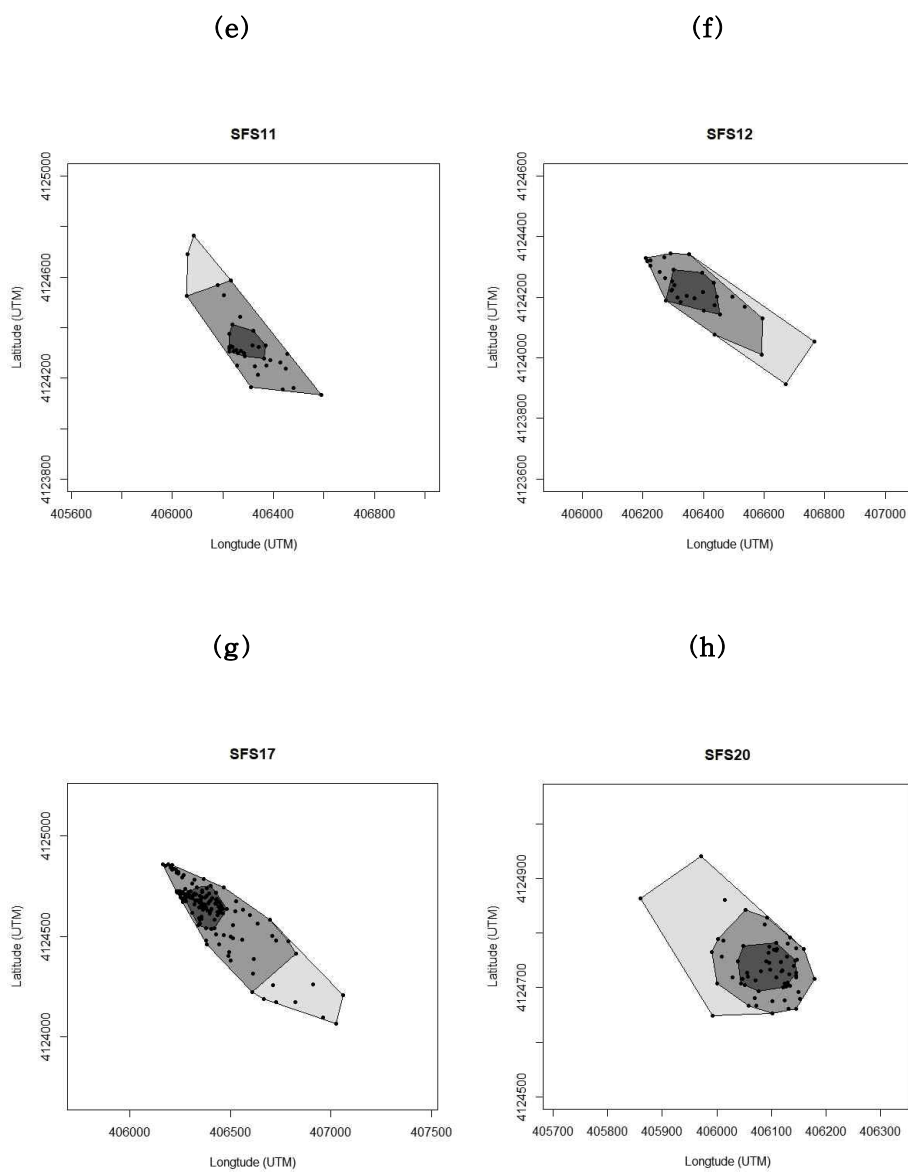 (e)
(f)
SFS11
SFS12
Latitude (UTM)
4125000
4124600
4124200
4123800
405600 406000 406400 406800
Longtude (UTM)
Latitude (UTM)
4124600
4124400
4124200
4124000
4123800
4123600
406000 406200 406400 406600 406800 407000
Longtude (UTM)
(g)
(h)
SFS17
SFS20
Latitude (UTM)
4125000
4124500
4124000
406000 406500 407000 407500
Longtude (UTM)
Latitude (UTM)
4124900
4124700
4124500
405700 405800 405900 406000 406100 406200 406300
Longtude (UTM)